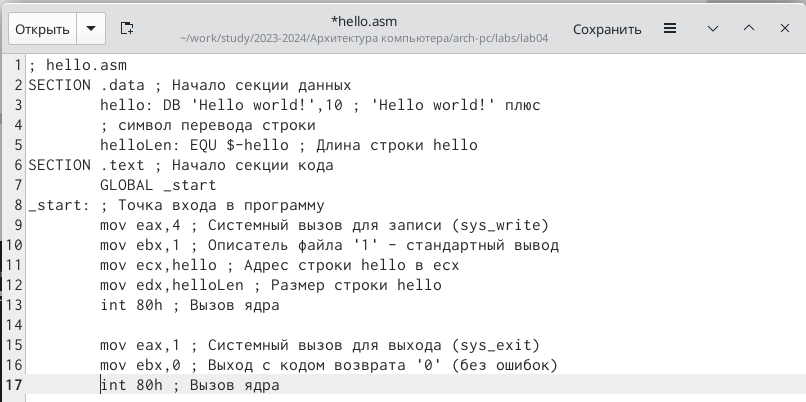 Открыть
*hello.asm
~/work/study/2023-2024/Архитектура компьютера/arch-pc/labs/lab04
Сохранить
1 ; hello.asm
2 SECTION .data ; Начало секции данных
3         hello: DB 'Hello world!',10 ; 'Hello world!' плюс
4         ; символ перевода строки
5         helloLen: EQU $-hello ; Длина строки hello
6 SECTION .text ; Начало секции кода
7         GLOBAL _start
8 _start: ; Точка входа в программу
9         mov eax,4 ; Системный вызов для записи (sys_write)
10         mov ebx,1 ; Описатель файла '1' - стандартный вывод
11         mov ecx,hello ; Адрес строки hello в ecx
12         mov edx,helloLen ; Размер строки hello
13         int 80h ; Вызов ядра
14
15         mov eax,1 ; Системный вызов для выхода (sys_exit)
16         mov ebx,0 ; Выход с кодом возврата '0' (без ошибок)
17         int 80h ; Вызов ядра